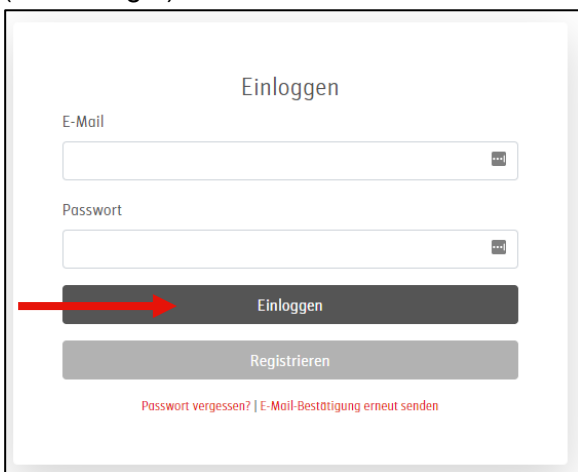 Einloggen
E-Mail
Passwort
Einloggen
Registrieren
Passwort vergessen? | E-Mail-Bestätigung erneut senden